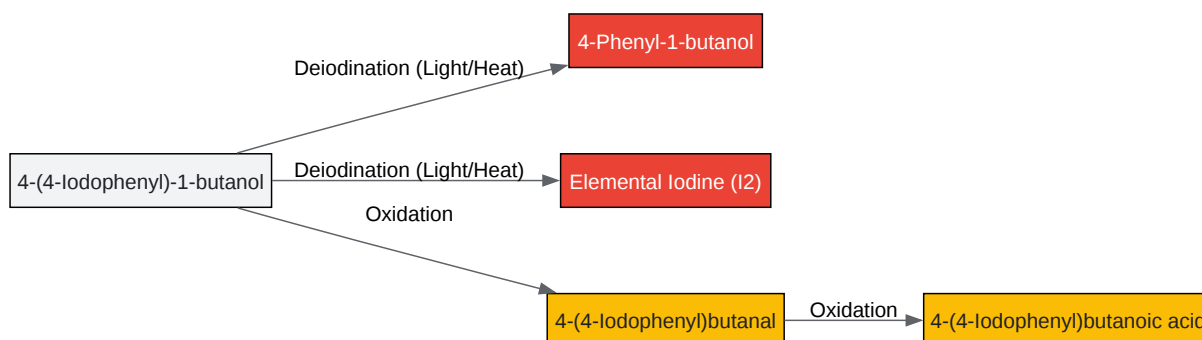 4-Phenyl-1-butanol
Deiodination (Light/Heat)
4-(4-Iodophenyl)-1-butanol
Deiodination (Light/Heat)
Elemental Iodine (I2)
Oxidation
4-(4-Iodophenyl)butanal
Oxidation
4-(4-Iodophenyl)butanoic acid